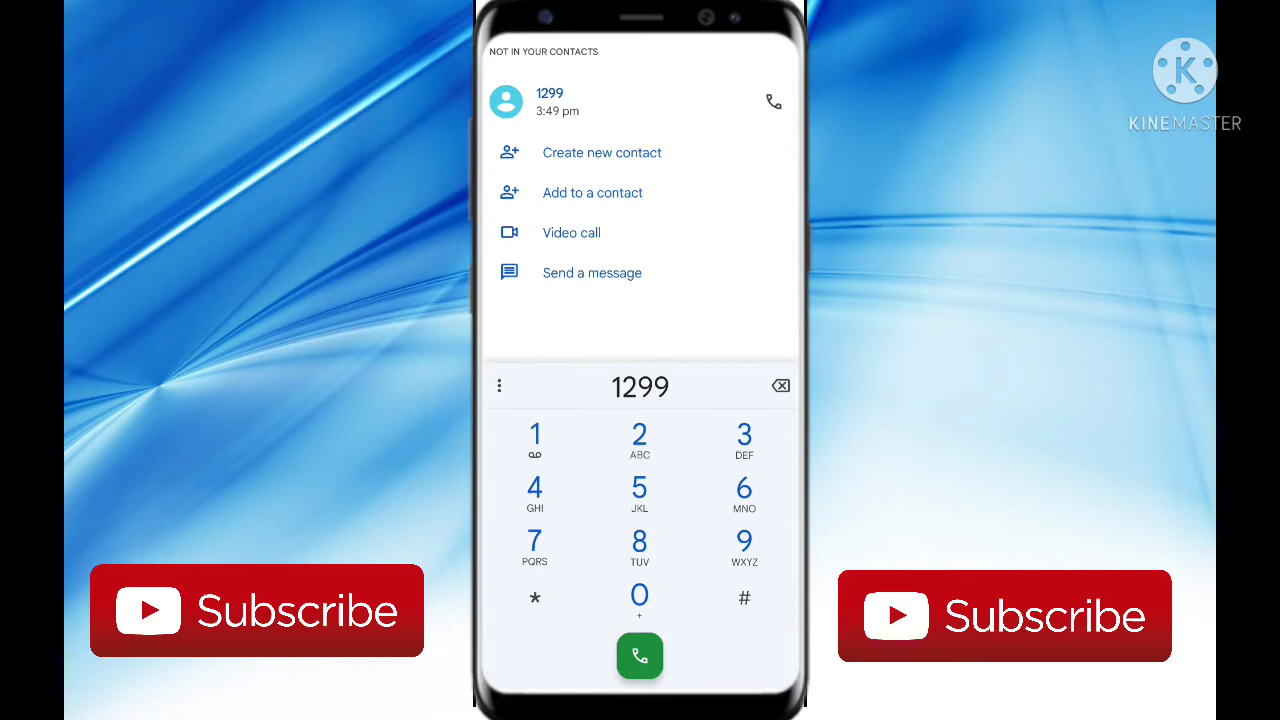 NOT IN YOUR CONTACTS
1299
3:49 pm
Create new contact
Add to a contact
Video call
Send a message
1299
1 2 3
ABC DEF
4 5 6
GHI JKL MNO
7 8 9
PQRS TUV WXYZ
* 0 #
+
Subscribe
Subscribe
K
KINEMASTER